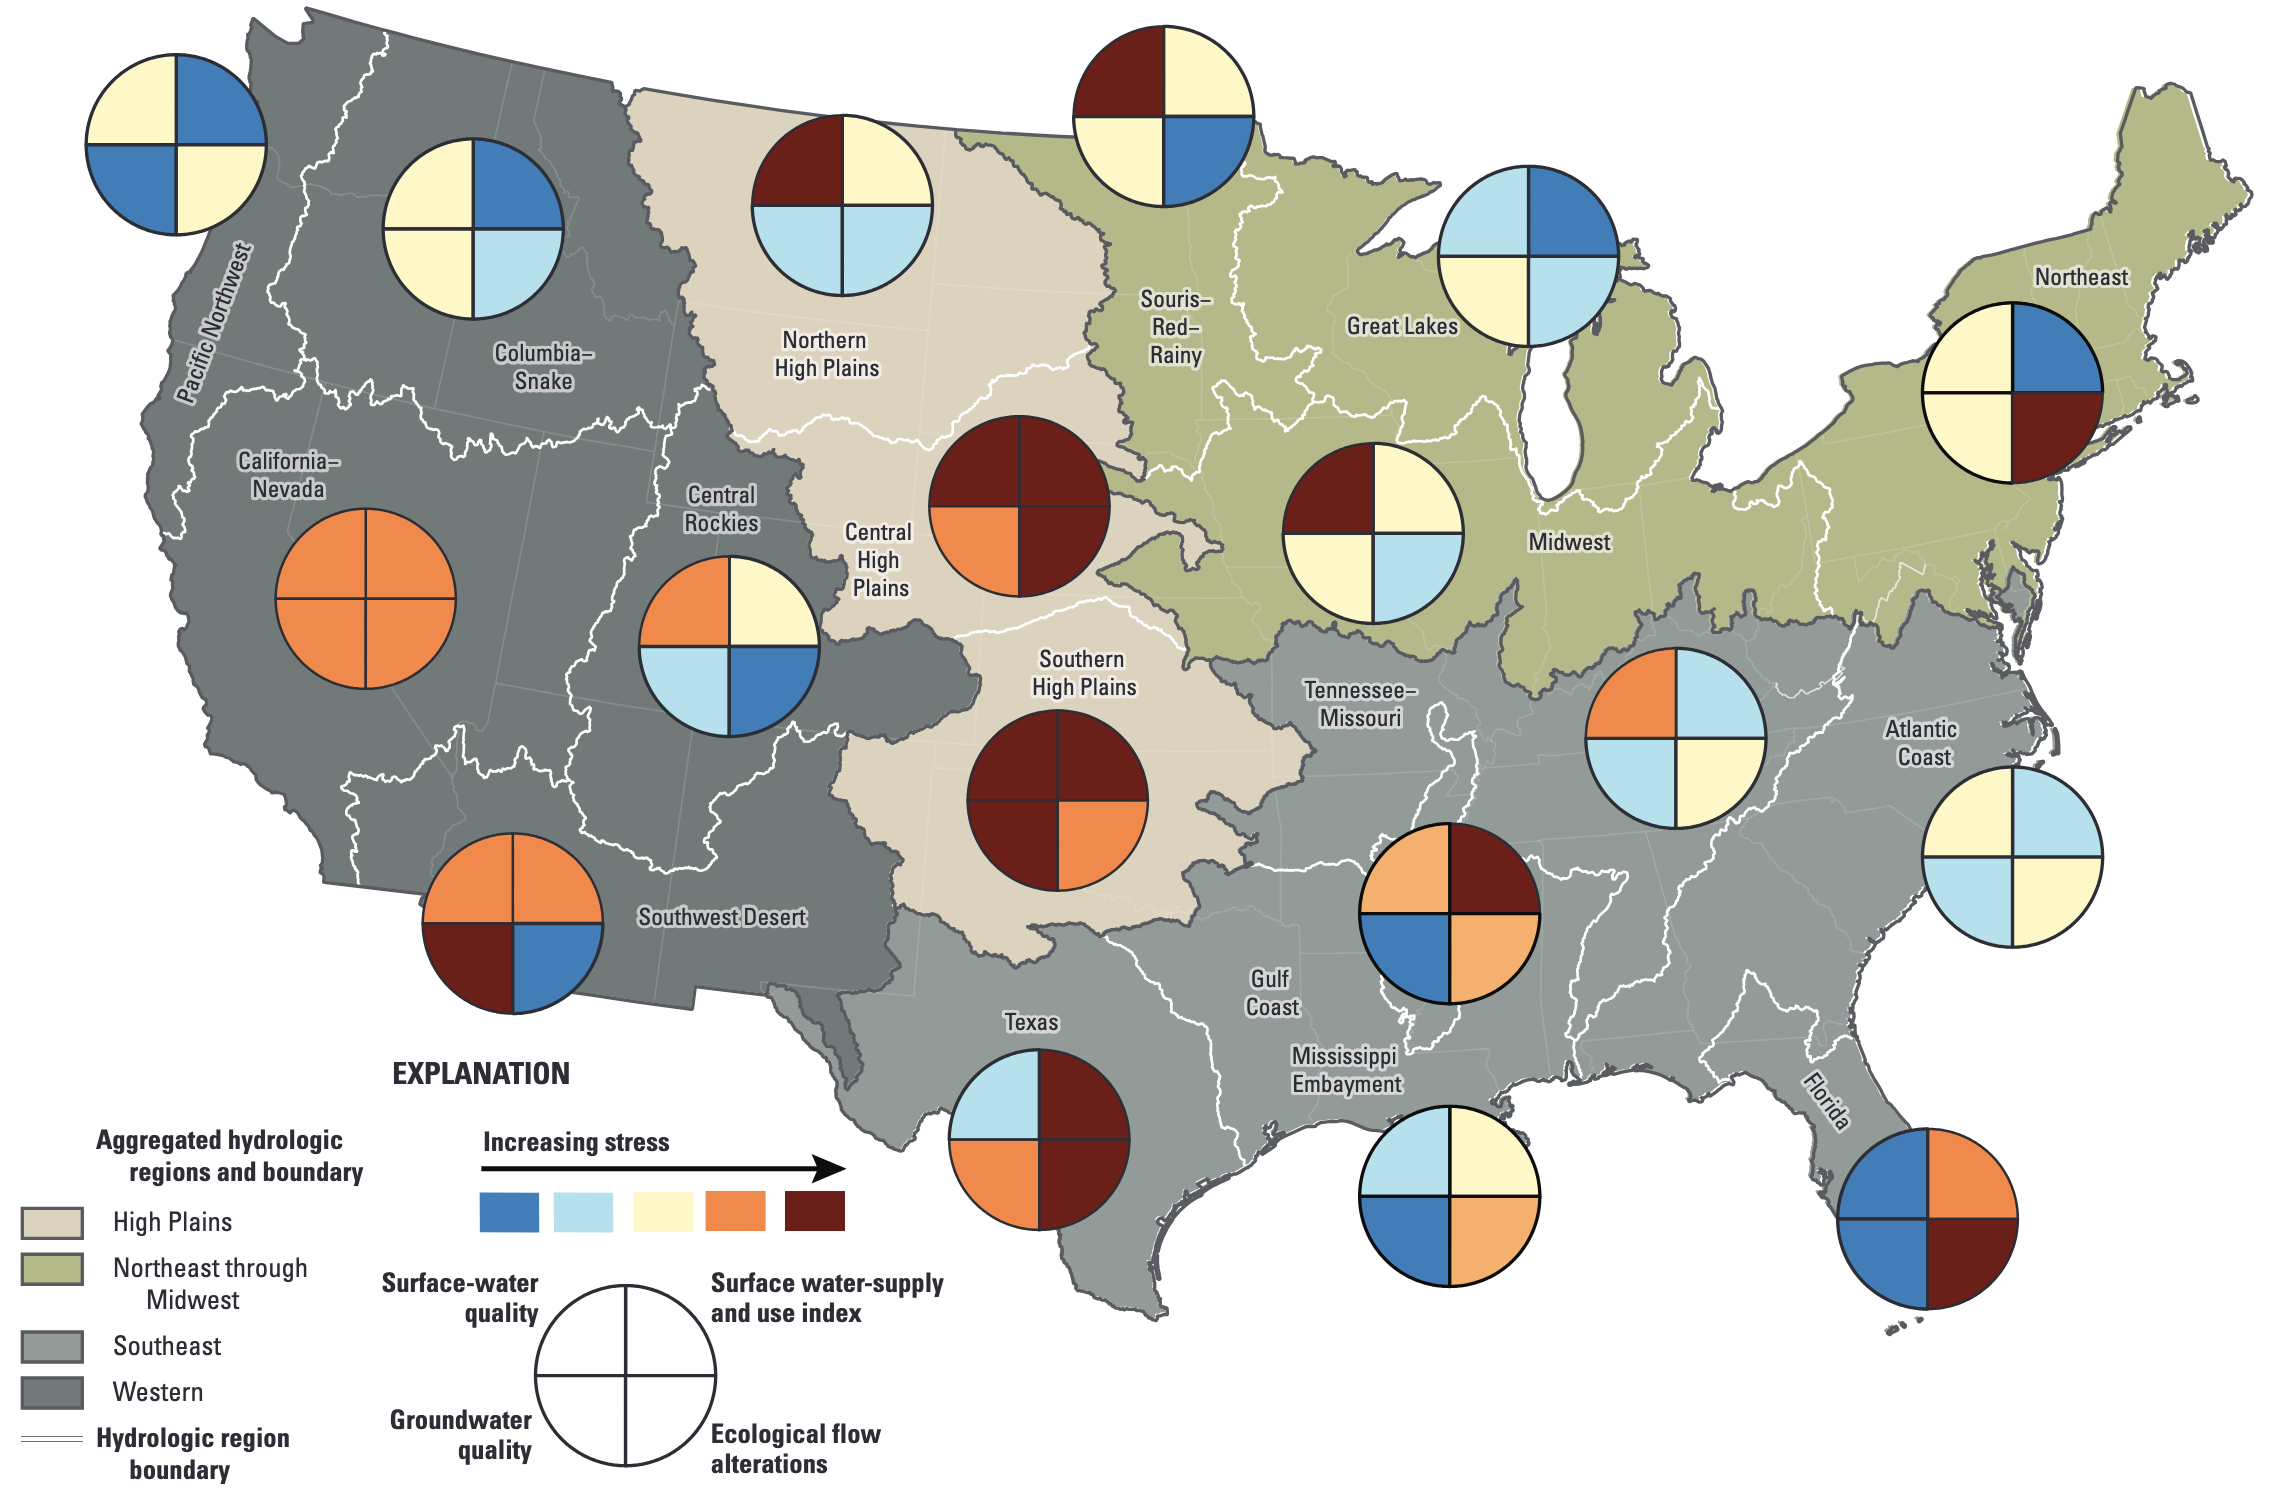 Pacific Northwest
Columbia–
Snake
Northern
High Plains
Souris–
Red–
Rainy
Great Lakes
Northeast
California–
Nevada
Central
Rockies
Central
High
Plains
Midwest
Southern
High Plains
Tennessee–
Missouri
Atlantic
Coast
Southwest Desert
Texas
Gulf
Coast
Mississippi
Embayment
Florida
EXPLANATION
Aggregated hydrologic
regions and boundary
High Plains
Northeast through
Midwest
Southeast
Western
Hydrologic region
boundary
Increasing stress
Surface-water
quality
Surface water-supply
and use index
Groundwater
quality
Ecological flow
alterations